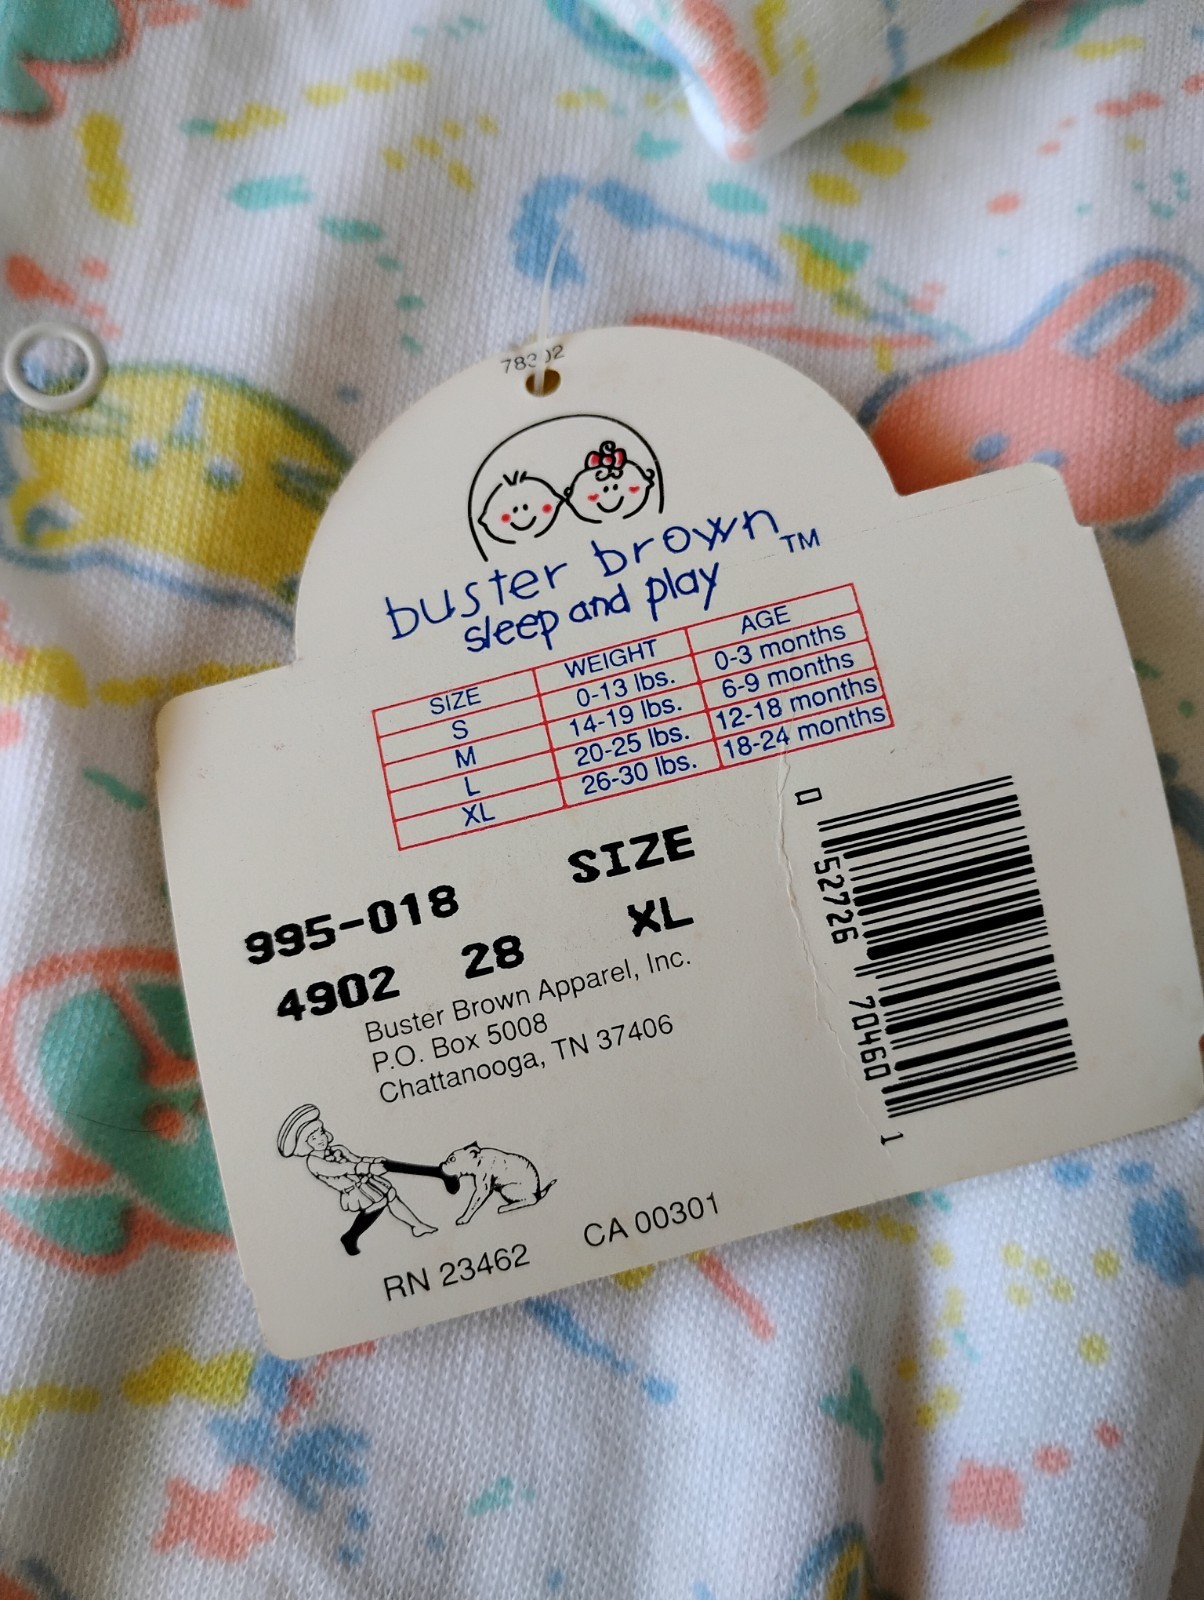 buster brown TM
sleep and play
SIZE WEIGHT AGE
S 0-13 lbs. 0-3 months
M 14-19 lbs. 6-9 months
L 20-25 lbs. 12-18 months
XL 26-30 lbs. 18-24 months
995-018 SIZE
4902 28 XL
Buster Brown Apparel, Inc.
P.O. Box 5008
Chattanooga, TN 37406
RN 23462 CA 00301
0 52726 70460 1